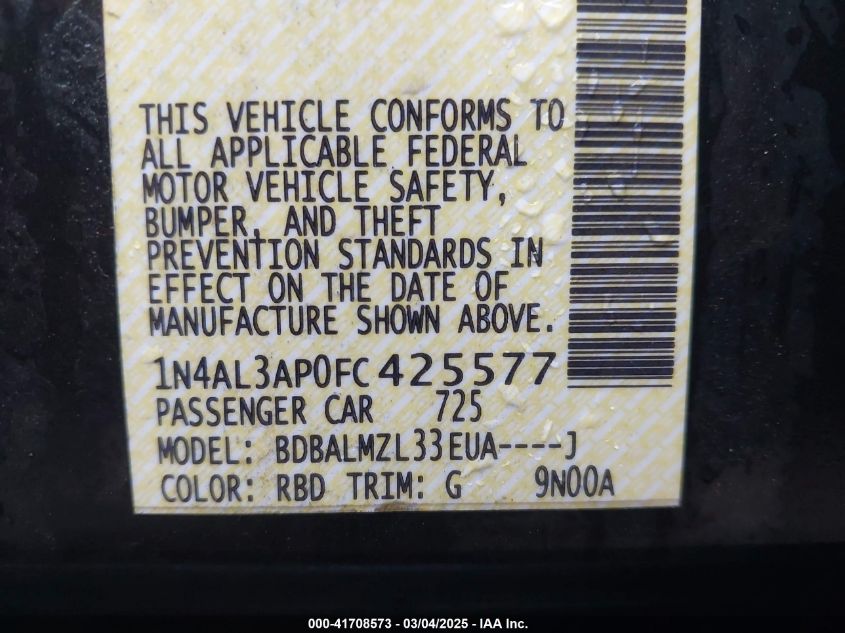 THIS VEHICLE CONFORMS TO
ALL APPLICABLE FEDERAL
MOTOR VEHICLE SAFETY,
BUMPER, AND THEFT
PREVENTION STANDARDS IN
EFFECT ON THE DATE OF
MANUFACTURE SHOWN ABOVE.
1N4AL3AP0FC425577
PASSENGER CAR 725
MODEL: BDBALMZL33EUA----J
COLOR: RBD TRIM: G 9N00A
000-41708573 - 03/04/2025 - IAA Inc.